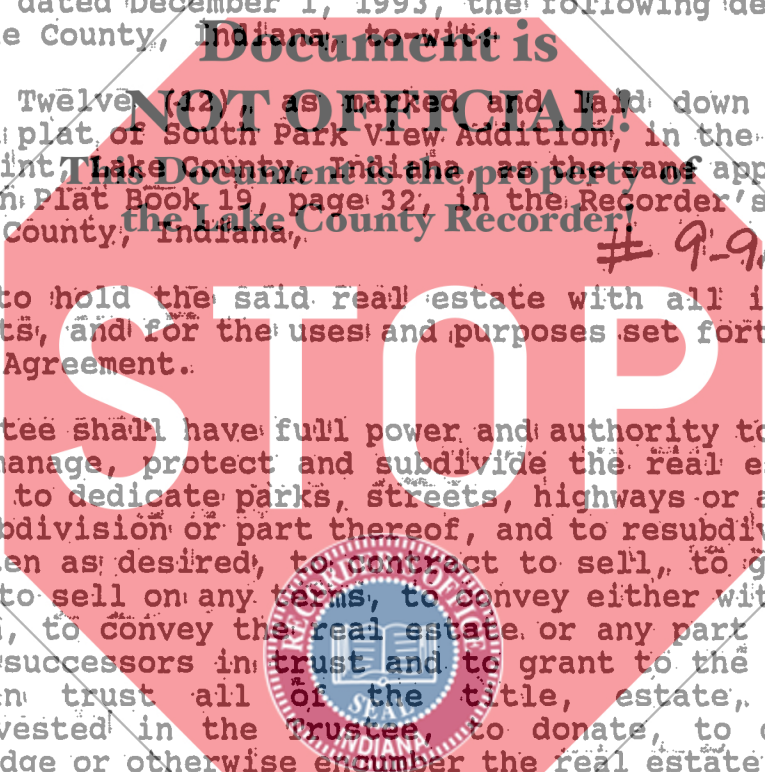 dated December 1, 1993, the following de
e County, Indiana, to-wit:
Document is
Twelve (12), as marked and laid down
NOT OFFICIAL!
plat of South Park View Addition, in the
int, Lake County, Indiana, as the same app
This Document is the property of
n Plat Book 19, page 32, in the Recorder's
the Lake County Recorder!
County, Indiana,
# 9-9
to hold the said real estate with all i
ts, and for the uses and purposes set fort
Agreement.
STOP
tee shall have full power and authority to
manage, protect and subdivide the real e
to dedicate parks, streets, highways or a
bdivision or part thereof, and to resubdiv
en as desired, to contract to sell, to g
to sell on any terms, to convey either wit
, to convey the real estate or any part
successors in trust and to grant to the
n trust all of the title, estate,
vested in the Trustee, to donate, to
dge or otherwise encumber the real estate
RECORDER'S OFFICE
SEAL
INDIANA